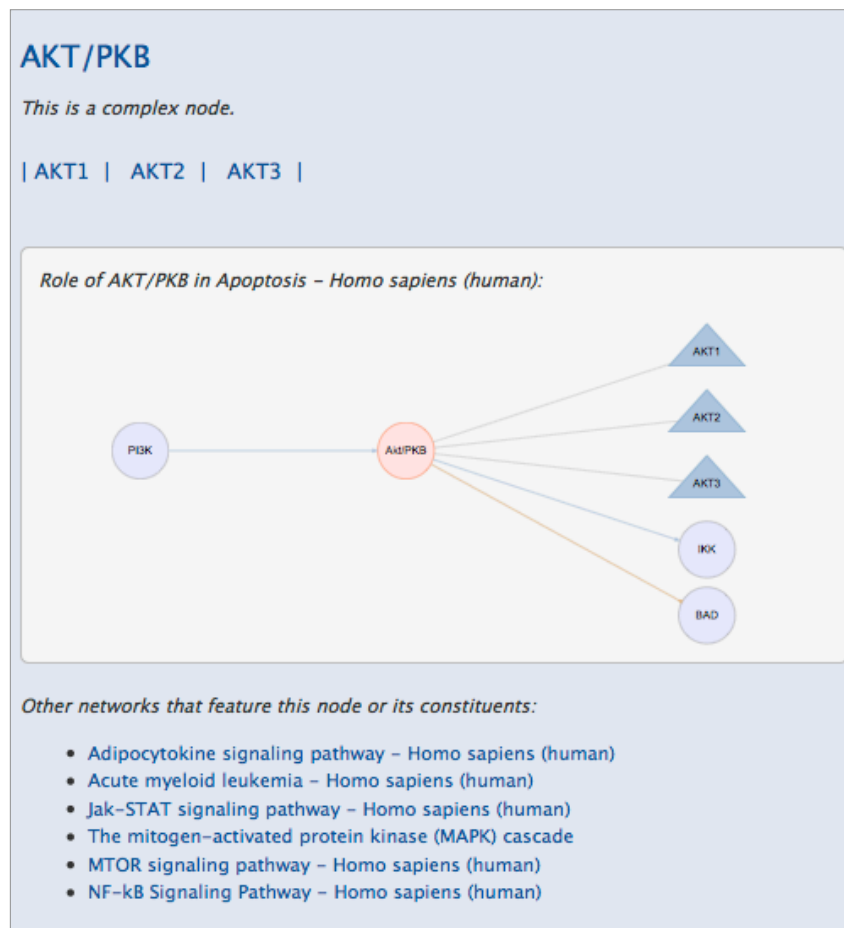 AKT/PKB
This is a complex node.
| AKT1 | AKT2 | AKT3 |
Role of AKT/PKB in Apoptosis – Homo sapiens (human):
AKT1
AKT2
PI3K
Akt/PKB
AKT3
IKK
BAD
Other networks that feature this node or its constituents:
• Adipocytokine signaling pathway – Homo sapiens (human)
• Acute myeloid leukemia – Homo sapiens (human)
• Jak–STAT signaling pathway – Homo sapiens (human)
• The mitogen–activated protein kinase (MAPK) cascade
• MTOR signaling pathway – Homo sapiens (human)
• NF–kB Signaling Pathway – Homo sapiens (human)